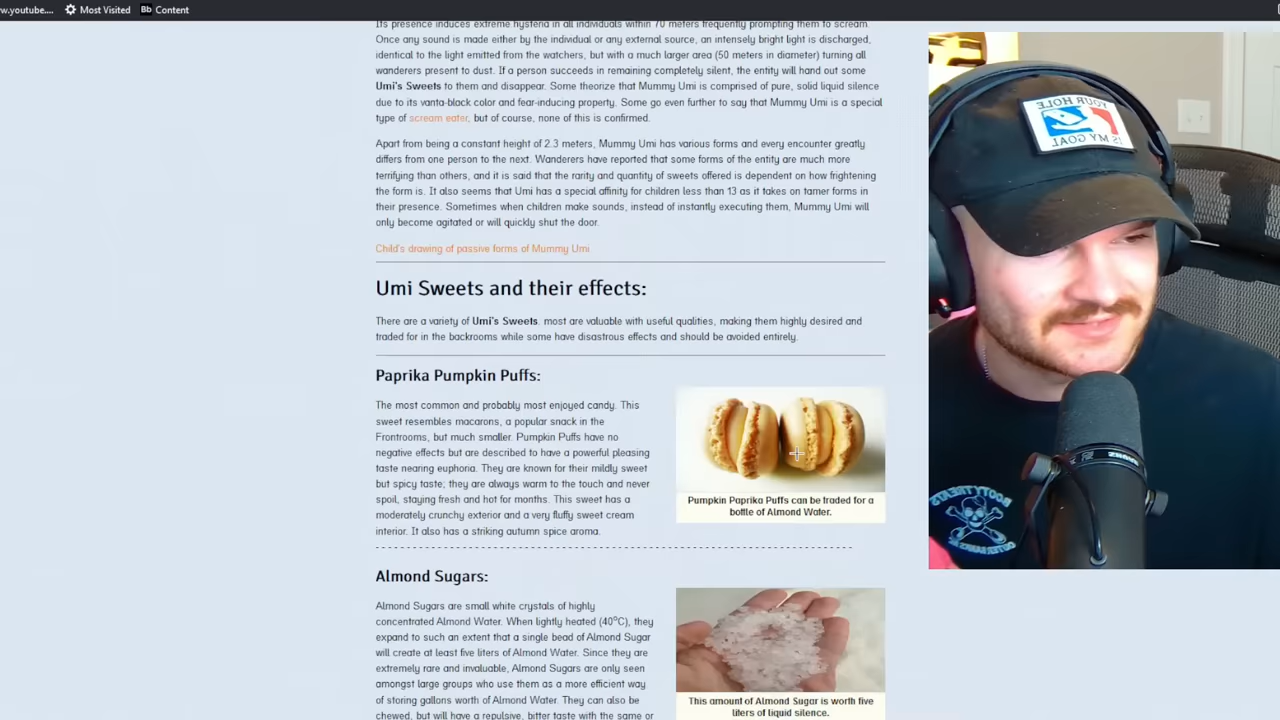 w.youtube....
Most Visited
Bb Content
Its presence induces extreme hysteria in all individuals within 70 meters frequently prompting them to scream.
Once any sound is made either by the individual or any external source, an intensely bright light is discharged,
identical to the light emitted from the watchers, but with a much larger area (50 meters in diameter) turning all
wanderers present to dust. If a person succeeds in remaining completely silent, the entity will hand out some
Umi's Sweets to them and disappear. Some theorize that Mummy Umi is comprised of pure, solid liquid silence
due to its vanta-black color and fear-inducing property. Some go even further to say that Mummy Umi is a special
type of scream eater, but of course, none of this is confirmed.
Apart from being a constant height of 2.3 meters, Mummy Umi has various forms and every encounter greatly
differs from one person to the next. Wanderers have reported that some forms of the entity are much more
terrifying than others, and it is said that the rarity and quantity of sweets offered is dependent on how frightening
the form is. It also seems that Umi has a special affinity for children less than 13 as it takes on tamer forms in
their presence. Sometimes when children make sounds, instead of instantly executing them, Mummy Umi will
only become agitated or will quickly shut the door.
Child's drawing of passive forms of Mummy Umi
Umi Sweets and their effects:
There are a variety of Umi's Sweets. most are valuable with useful qualities, making them highly desired and
traded for in the backrooms while some have disastrous effects and should be avoided entirely.
Paprika Pumpkin Puffs:
The most common and probably most enjoyed candy. This
sweet resembles macarons, a popular snack in the
Frontrooms, but much smaller. Pumpkin Puffs have no
negative effects but are described to have a powerful pleasing
taste nearing euphoria. They are known for their mildly sweet
but spicy taste; they are always warm to the touch and never
spoil, staying fresh and hot for months. This sweet has a
moderately crunchy exterior and a very fluffy sweet cream
interior. It also has a striking autumn spice aroma.
Pumpkin Paprika Puffs can be traded for a
bottle of Almond Water.
Almond Sugars:
Almond Sugars are small white crystals of highly
concentrated Almond Water. When lightly heated (40°C), they
expand to such an extent that a single bead of Almond Sugar
will create at least five liters of Almond Water. Since they are
extremely rare and invaluable, Almond Sugars are only seen
amongst large groups who use them as a more efficient way
of storing gallons worth of Almond Water. They can also be
chewed, but will have a repulsive, bitter taste with the same or
This amount of Almond Sugar is worth five
liters of liquid silence.
YOUR HOLE
IS MY GOAL
BOOTY TREATS